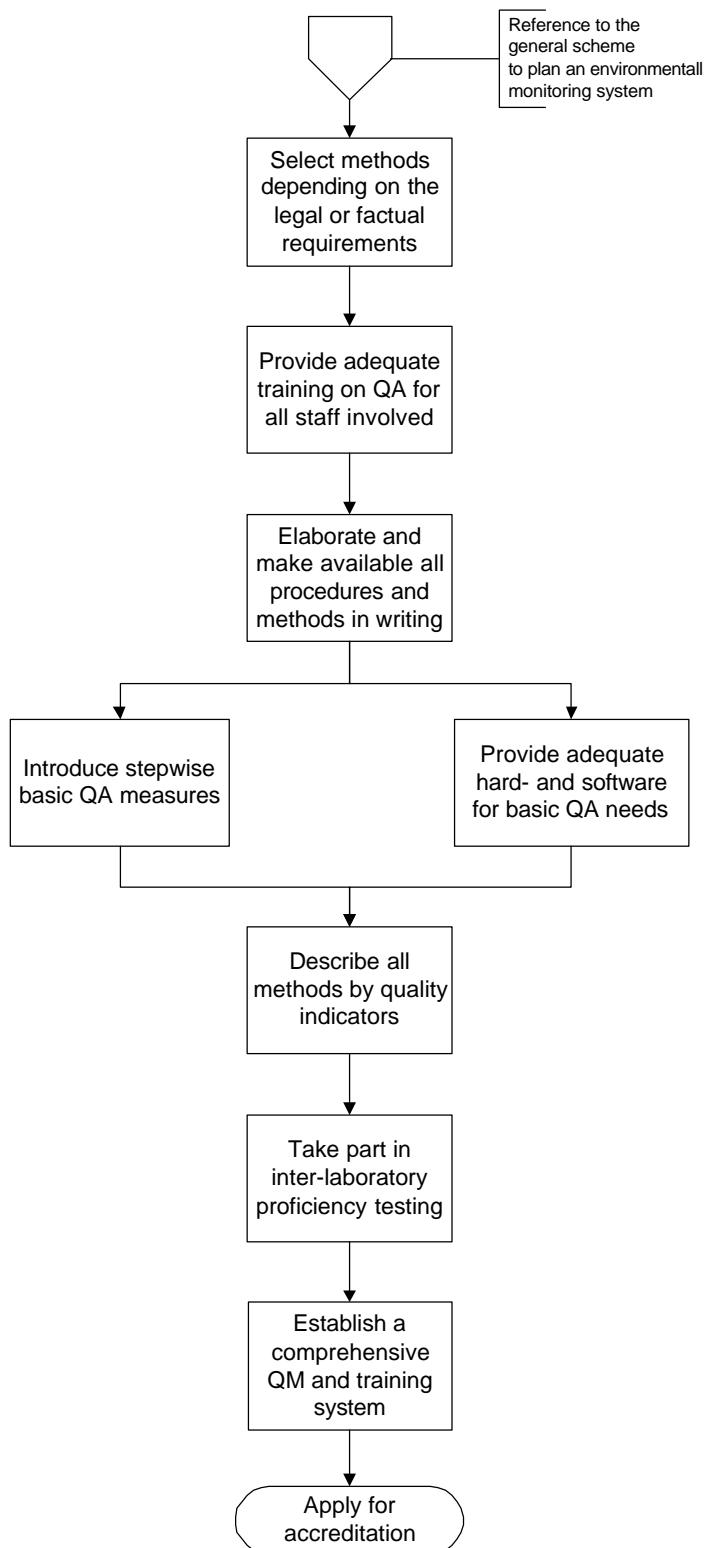 Reference to the
general scheme
to plan an environmentall
monitoring system
Select methods
depending on the
legal or factual
requirements
Provide adequate
training on QA for
all staff involved
Elaborate and
make available all
procedures and
methods in writing
Introduce stepwise
basic QA measures
Provide adequate
hard- and software
for basic QA needs
Describe all
methods by quality
indicators
Take part in
inter-laboratory
proficiency testing
Establish a
comprehensive
QM and training
system
Apply for
accreditation